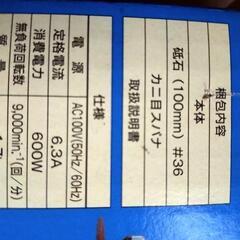 梱包内容
本体
砥石(100mm) #36
カニ目スパナ
取扱説明書
仕様
電源 AC100V(50Hz/60Hz)
定格電流 6.3A
消費電力 600W
無負荷回転数 9,000min.⁻¹(回/分)
質量